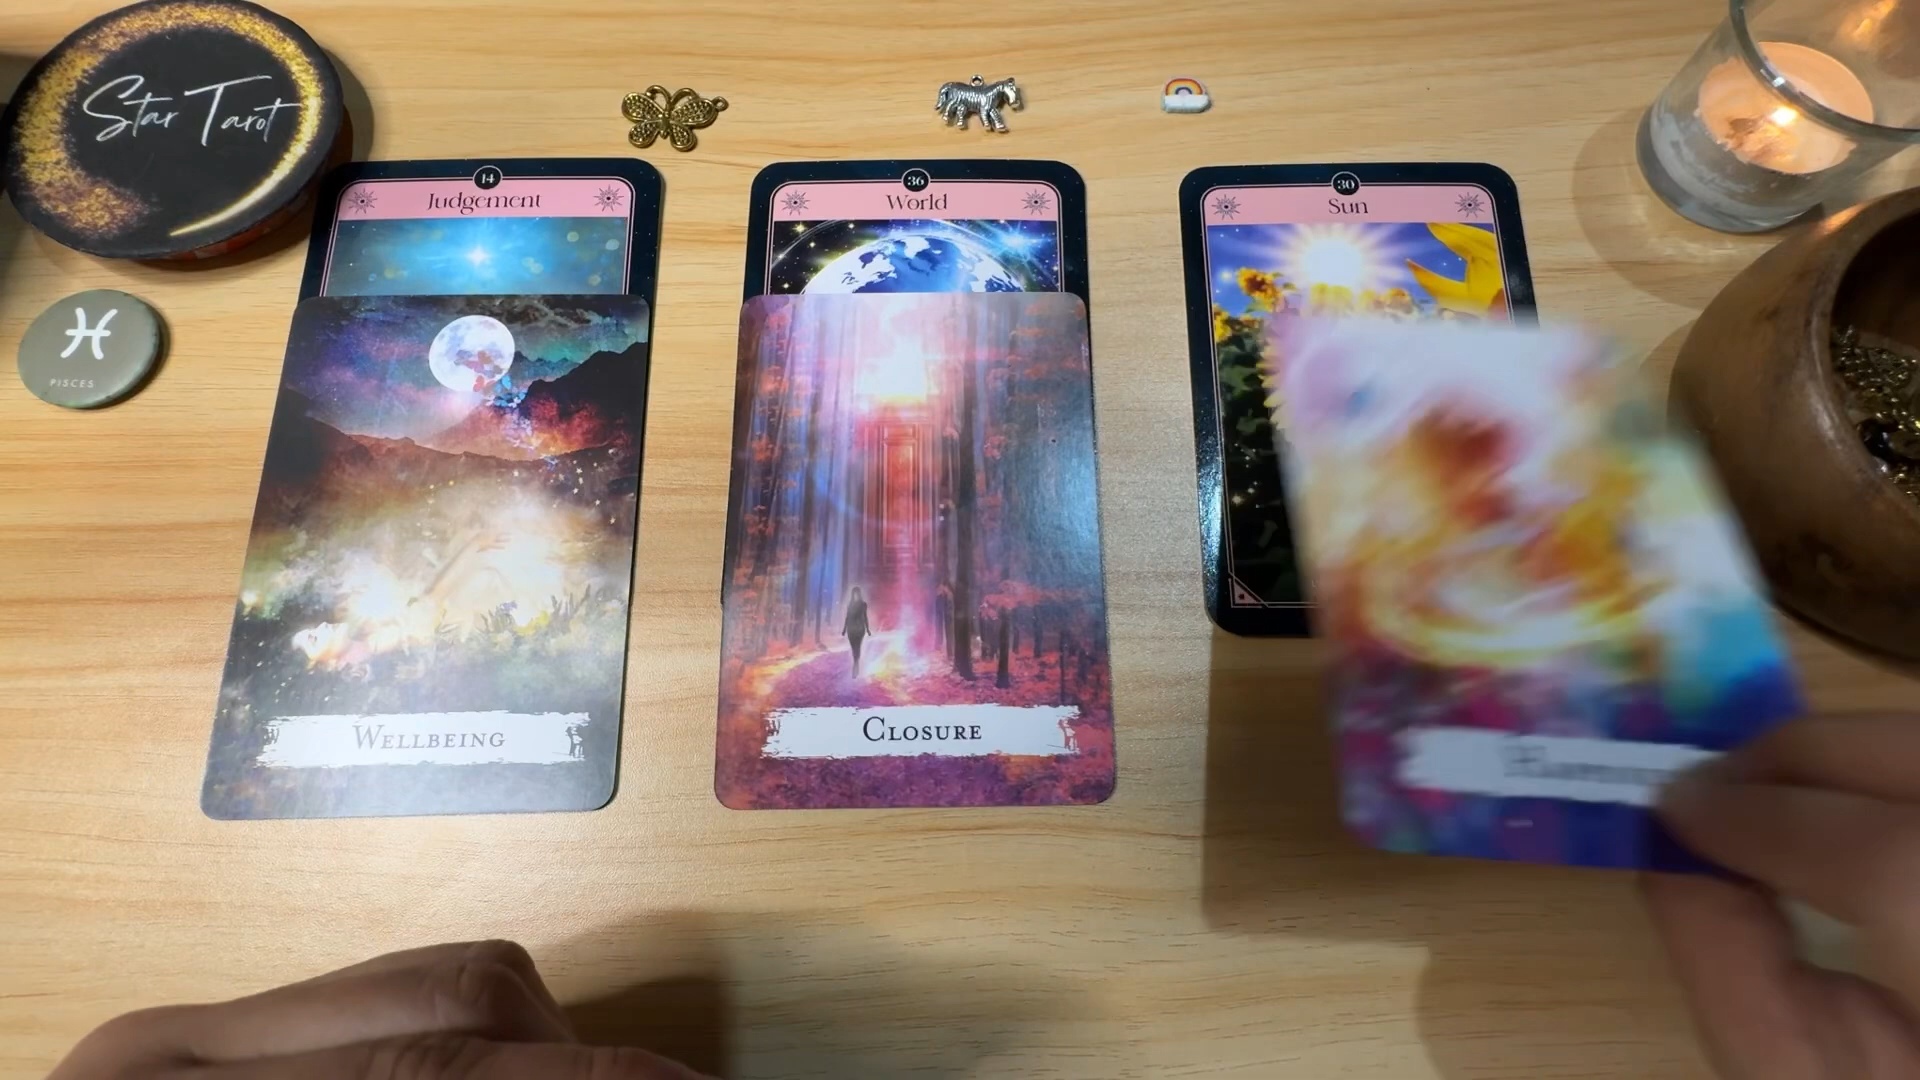 Star Tarot
PISCES
14
Judgement
36
World
30
Sun
WELLBEING
CLOSURE